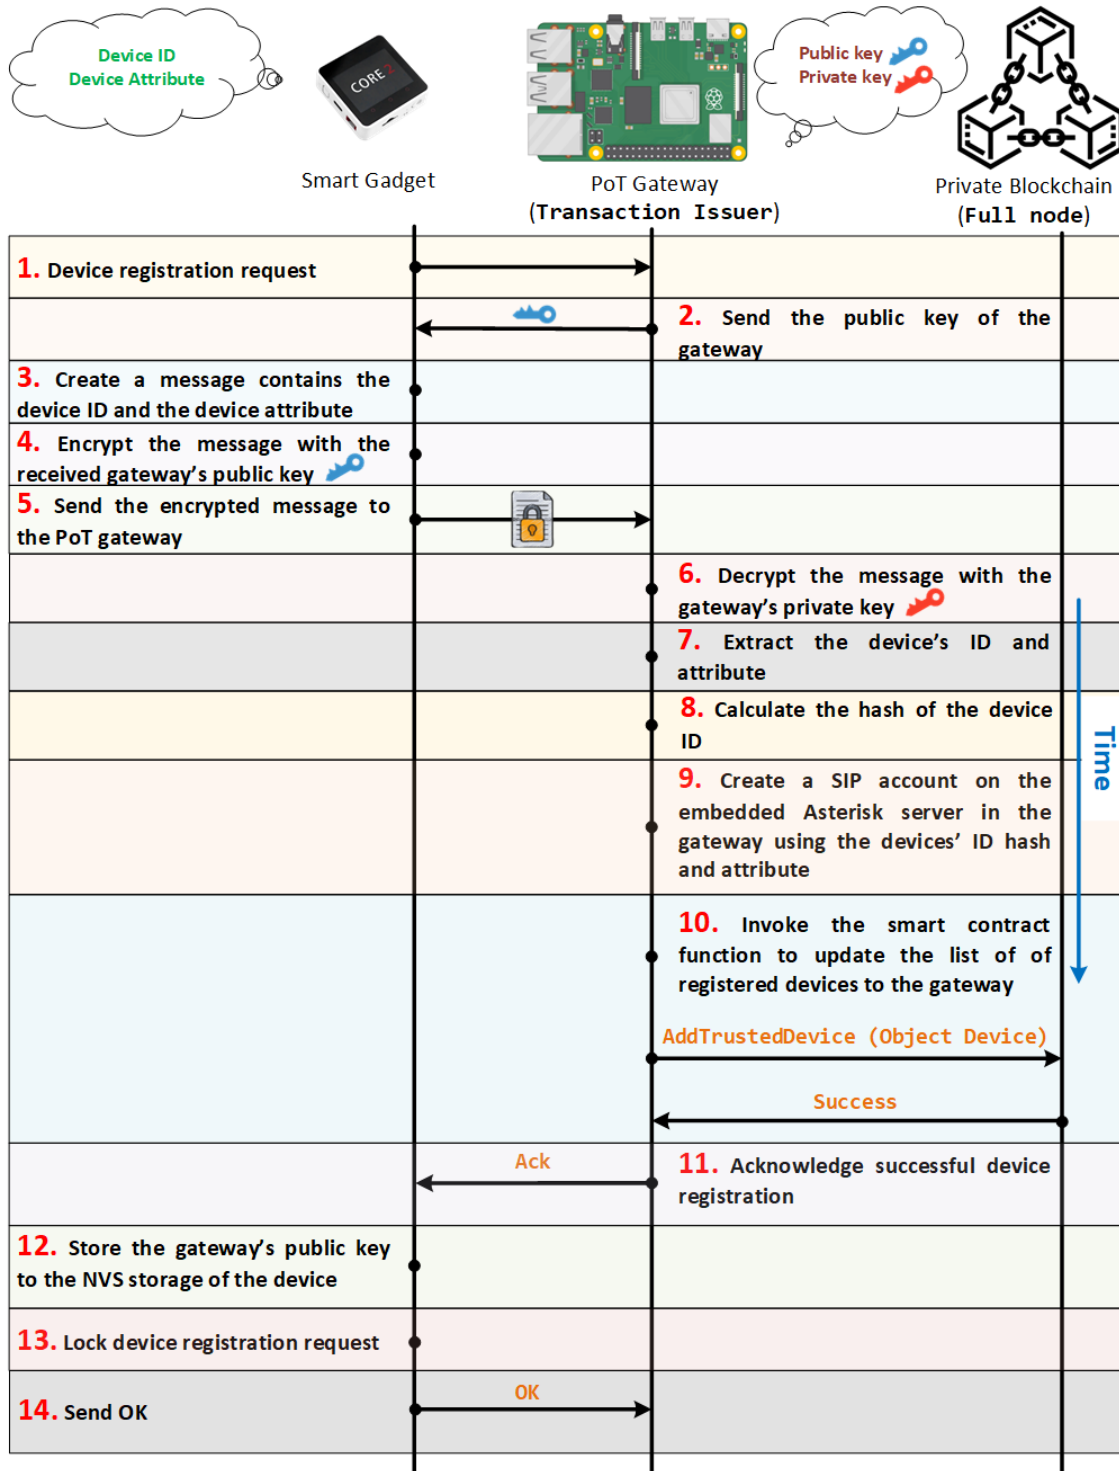 Device ID
Device Attribute
CORE2
Public key
Private key
Smart Gadget
PoT Gateway
(Transaction Issuer)
Private Blockchain
(Full node)
1. Device registration request
2. Send the public key of the
gateway
3. Create a message contains the
device ID and the device attribute
4. Encrypt the message with the
received gateway's public key
5. Send the encrypted message to
the PoT gateway
6. Decrypt the message with the
gateway's private key
7. Extract the device's ID and
attribute
8. Calculate the hash of the device
ID
Time
9. Create a SIP account on the
embedded Asterisk server in the
gateway using the devices' ID hash
and attribute
10. Invoke the smart contract
function to update the list of of
registered devices to the gateway
AddTrustedDevice (Object Device)
Success
Ack
11. Acknowledge successful device
registration
12. Store the gateway's public key
to the NVS storage of the device
13. Lock device registration request
OK
14. Send OK